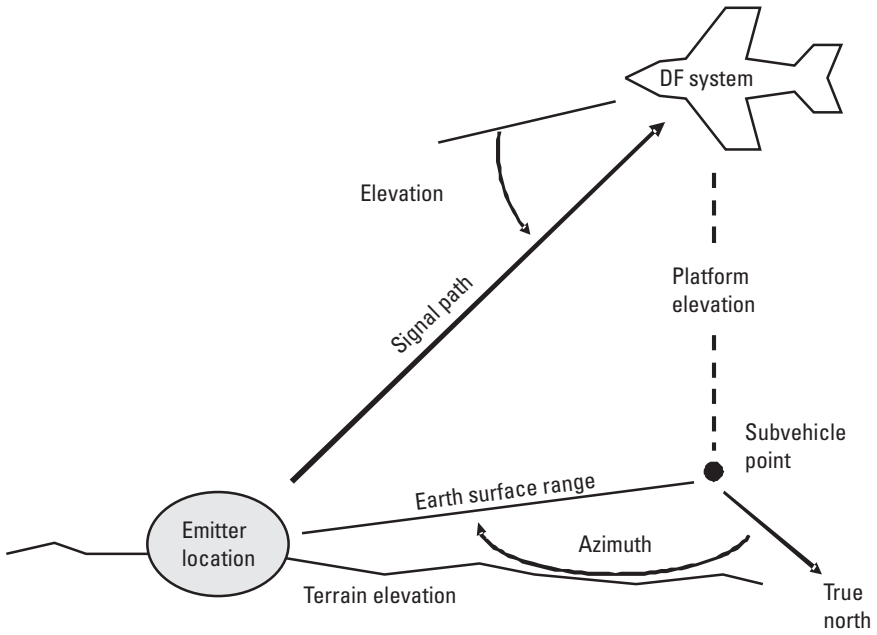 DF system
Elevation
Signal path
Platform
elevation
Subvehicle
point
Earth surface range
Emitter
location
Azimuth
Terrain elevation
True
north